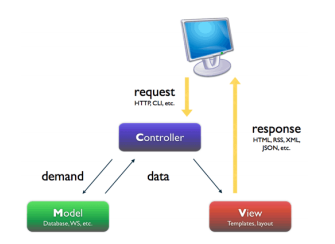 request
HTTP, CLI, etc.
response
HTML, RSS, XML,
JSON, etc.
Controller
demand
data
Model
Database, WS, etc.
View
Templates, layout